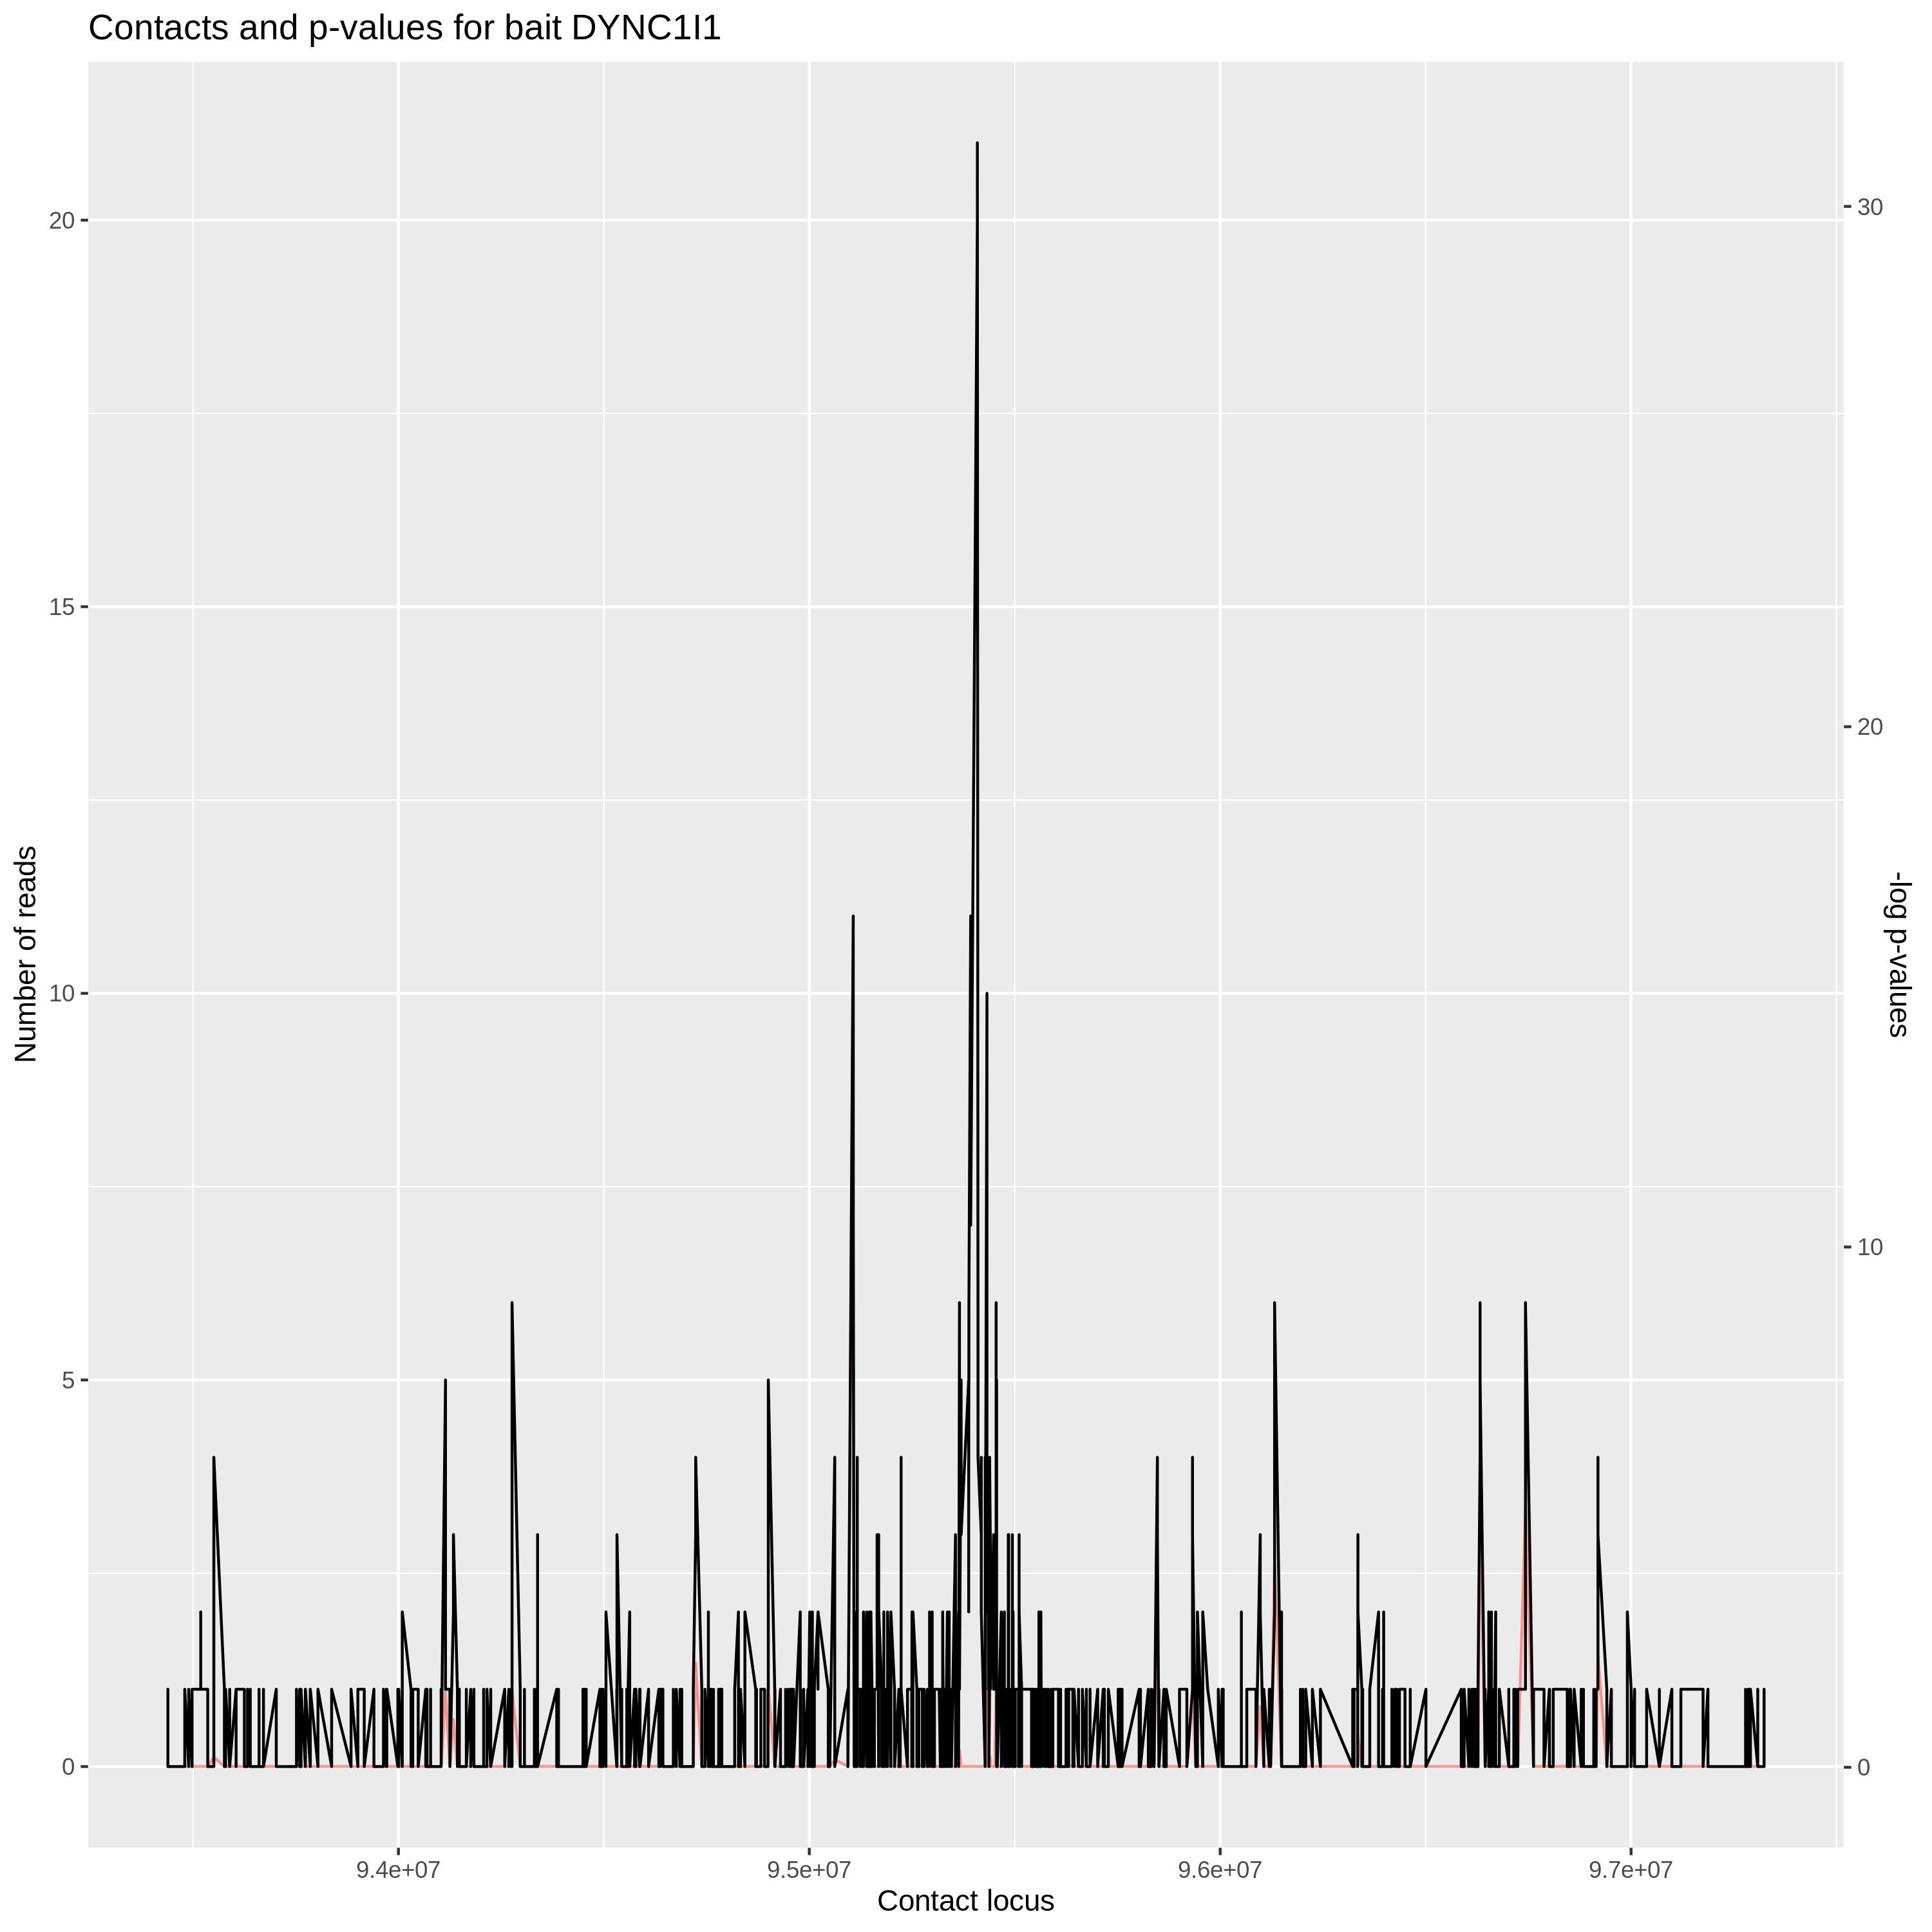 Contacts and p-values for bait DYNC1I1
Number of reads
20
15
10
5
0
30
20
10
0
-log p-values
9.4e+07
9.5e+07
9.6e+07
9.7e+07
Contact locus